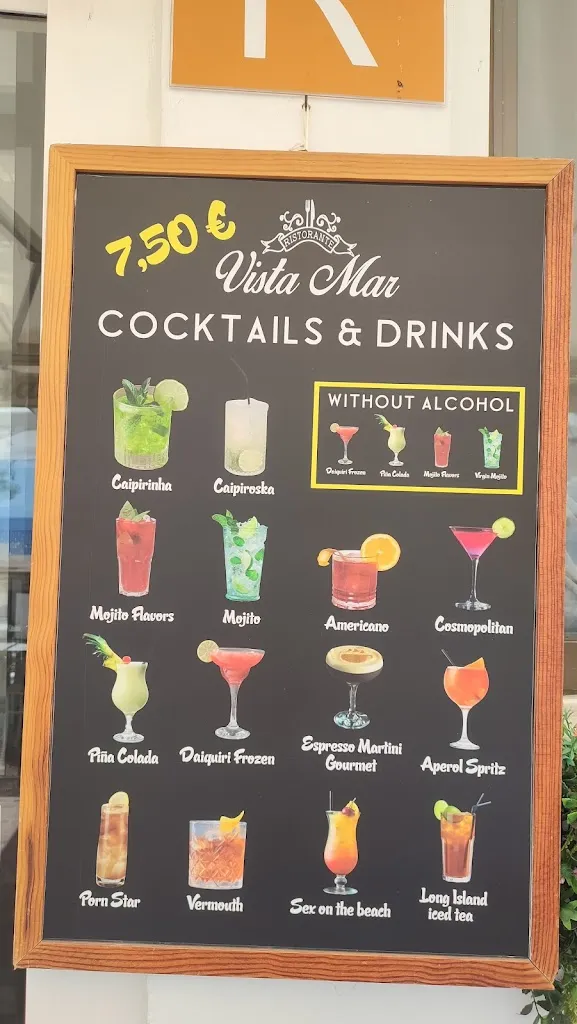 R
7,50 €
RISTORANTE
Vista Mar
COCKTAILS & DRINKS
WITHOUT ALCOHOL
Daiquiri Frozen
Piña Colada
Mojito Flavors
Virgin Mojito
Caipirinha
Caipiroska
Mojito Flavors
Mojito
Americano
Cosmopolitan
Piña Colada
Daiquiri Frozen
Espresso Martini
Gourmet
Aperol Spritz
Porn Star
Vermouth
Sex on the beach
Long Island
iced tea